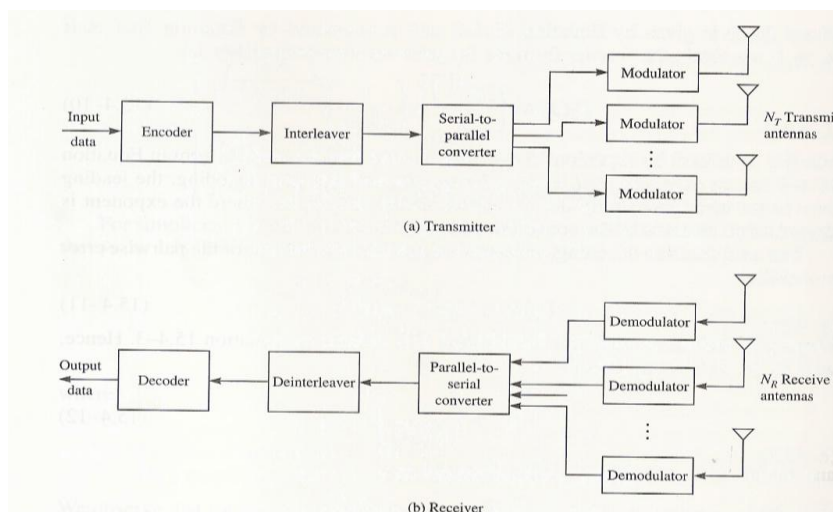 Input
data
Encoder
Interleaver
Serial-to-
parallel
converter
Modulator
Modulator
⋮
Modulator
N_T Transmi
antennas
(a) Transmitter
Output
data
Decoder
Deinterleaver
Parallel-to-
serial
converter
Demodulator
Demodulator
⋮
Demodulator
N_R Receive
antennas
(b) Receiver